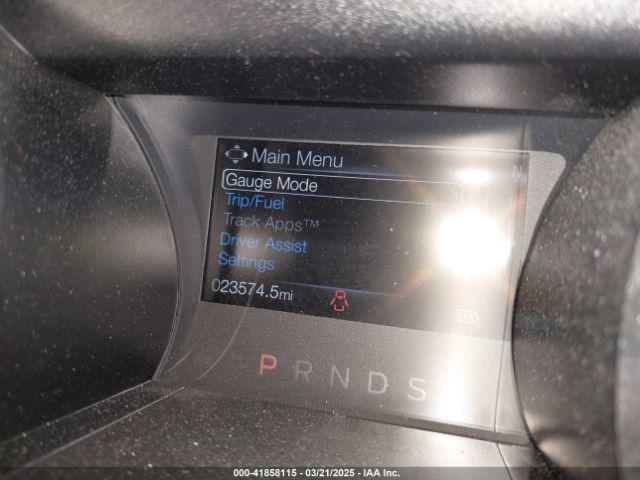 Main Menu
N
Gauge Mode
Trip/Fuel
Track Apps™
Driver Assist
Settings
023574.5mi
A
P R N D S
000-41858115 — 03/21/2025 — IAA Inc.